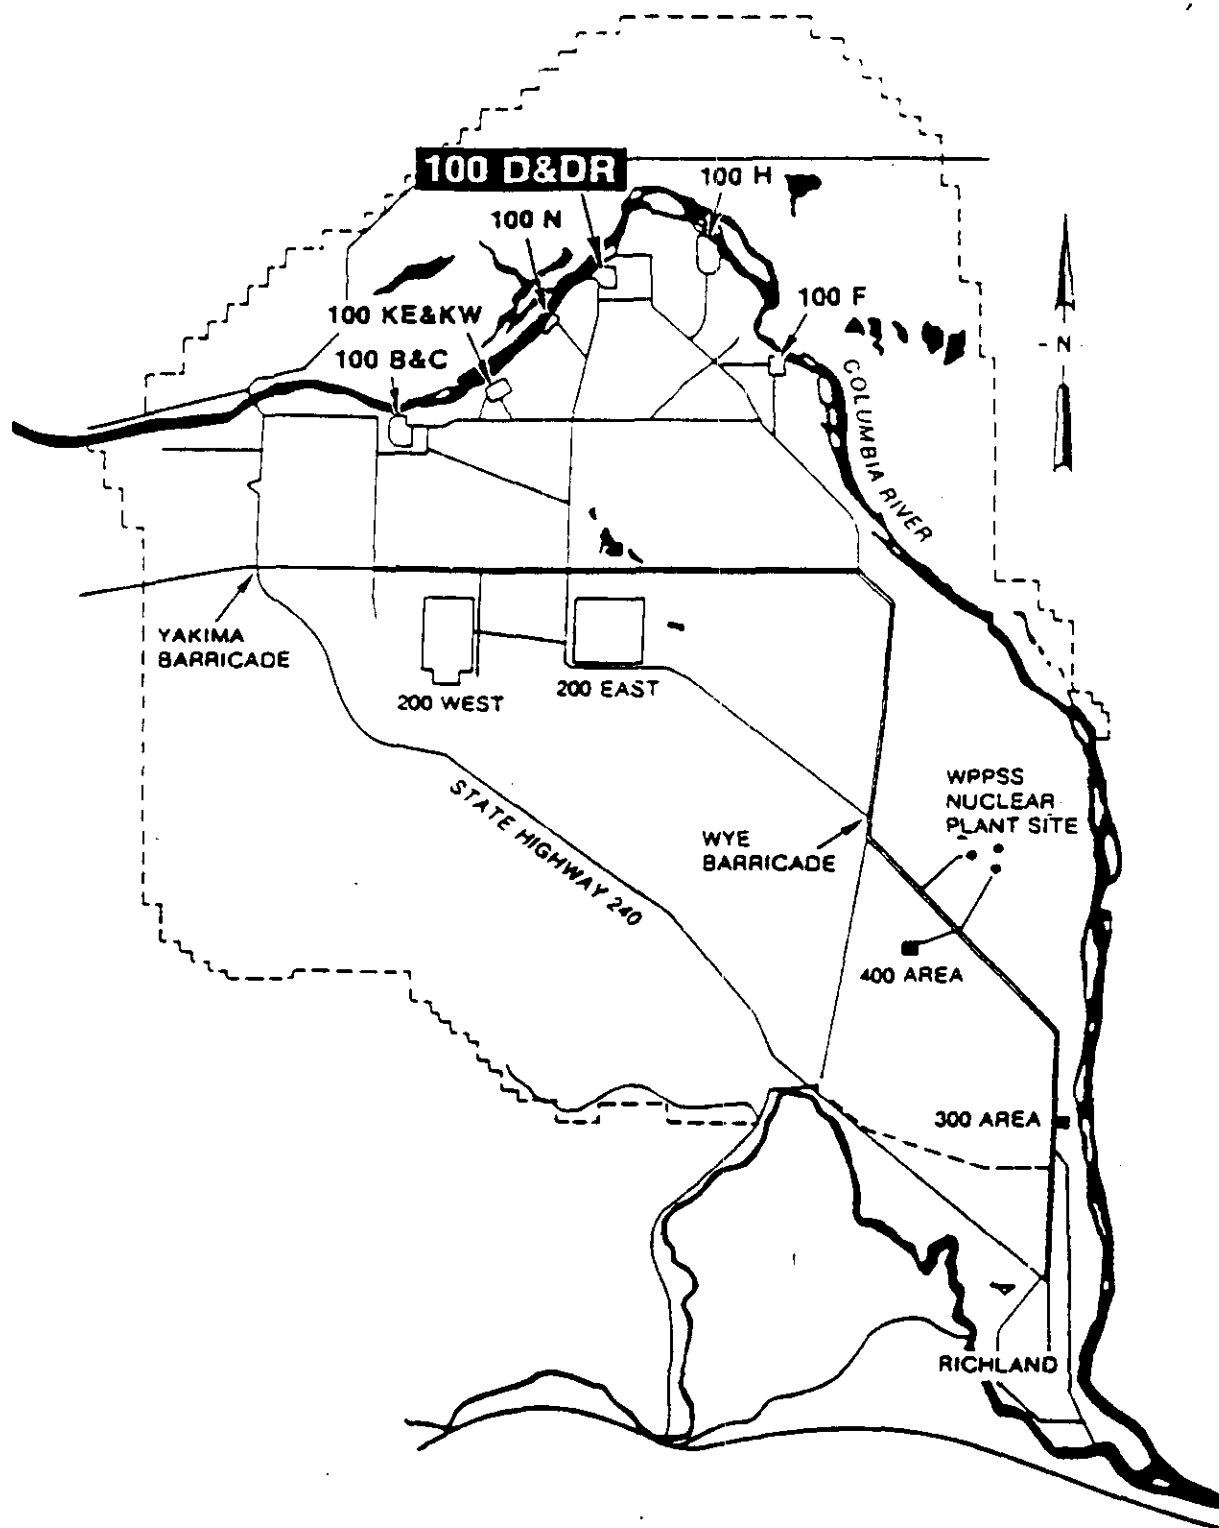 100 D&DR
100 H
100 N
100 F
100 KE&KW
100 B&C
- N -
COLUMBIA RIVER
YAKIMA
BARRICADE
200 WEST
200 EAST
STATE HIGHWAY 240
WPPSS
NUCLEAR
PLANT SITE
WYE
BARRICADE
400 AREA
300 AREA
RICHLAND